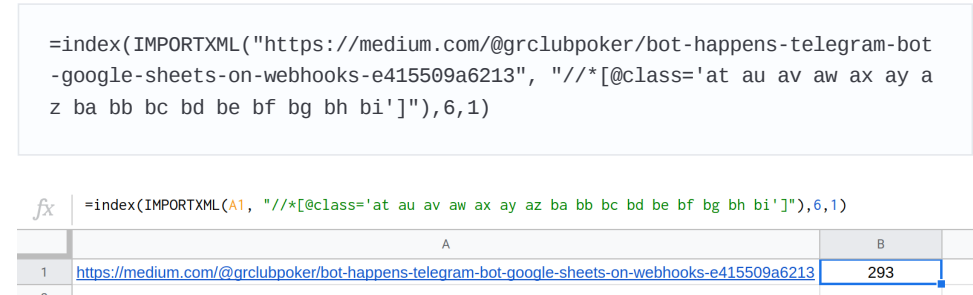 =index(IMPORTXML("https://medium.com/@grclubpoker/bot-happens-telegram-bot
-google-sheets-on-webhooks-e415509a6213", "//*[@class='at au av aw ax ay a
z ba bb bc bd be bf bg bh bi']"),6,1)
fx =index(IMPORTXML(A1, "//*[@class='at au av aw ax ay az ba bb bc bd be bf bg bh bi']"),6,1)
A B
1 https://medium.com/@grclubpoker/bot-happens-telegram-bot-google-sheets-on-webhooks-e415509a6213 293